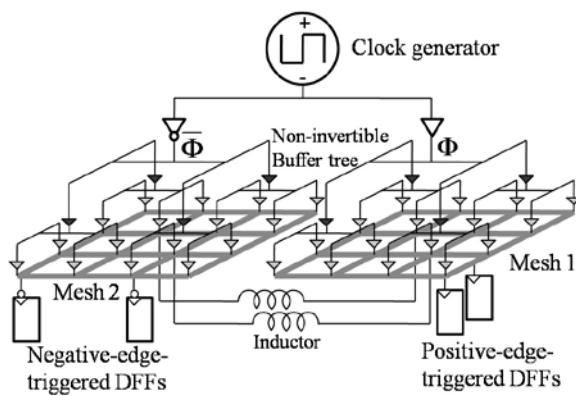 +
-
Clock generator
Φ̅
Non-invertible
Buffer tree
Φ
Mesh 2
Mesh 1
Inductor
Negative-edge-
triggered DFFs
Positive-edge-
triggered DFFs